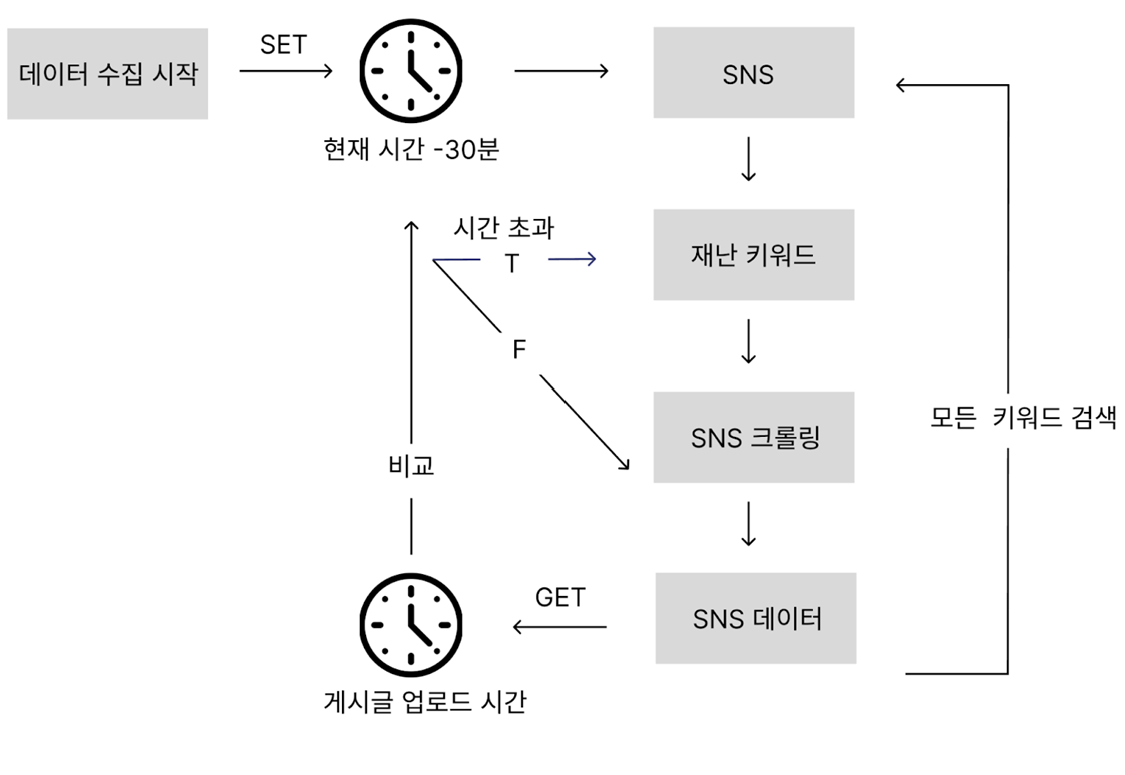 데이터 수집 시작
SET
현재 시간 -30분
SNS
시간 초과
T
재난 키워드
F
SNS 크롤링
모든 키워드 검색
비교
GET
SNS 데이터
게시글 업로드 시간